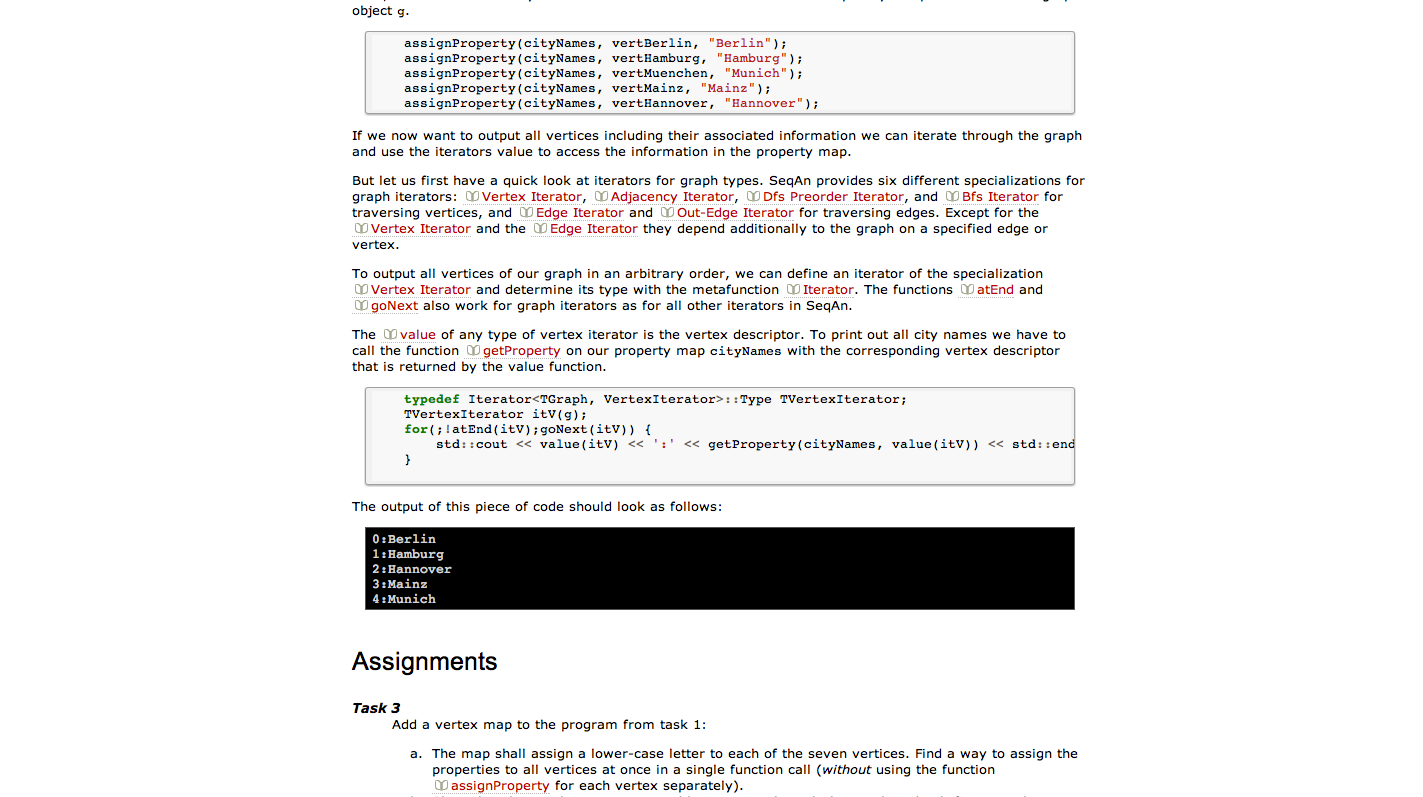 object g.
assignProperty(cityNames, vertBerlin, "Berlin");
assignProperty(cityNames, vertHamburg, "Hamburg");
assignProperty(cityNames, vertMuenchen, "Munich");
assignProperty(cityNames, vertMainz, "Mainz");
assignProperty(cityNames, vertHannover, "Hannover");
If we now want to output all vertices including their associated information we can iterate through the graph
and use the iterators value to access the information in the property map.
But let us first have a quick look at iterators for graph types. SeqAn provides six different specializations for
graph iterators: Vertex Iterator, Adjacency Iterator, Dfs Preorder Iterator, and Bfs Iterator for
traversing vertices, and Edge Iterator and Out-Edge Iterator for traversing edges. Except for the
Vertex Iterator and the Edge Iterator they depend additionally to the graph on a specified edge or
vertex.
To output all vertices of our graph in an arbitrary order, we can define an iterator of the specialization
Vertex Iterator and determine its type with the metafunction Iterator. The functions atEnd and
goNext also work for graph iterators as for all other iterators in SeqAn.
The value of any type of vertex iterator is the vertex descriptor. To print out all city names we have to
call the function getProperty on our property map cityNames with the corresponding vertex descriptor
that is returned by the value function.
typedef Iterator<TGraph, VertexIterator>::Type TVertexIterator;
TVertexIterator itV(g);
for(;!atEnd(itV);goNext(itV)) {
std::cout << value(itV) << ':' << getProperty(cityNames, value(itV)) << std::end
}
The output of this piece of code should look as follows:
0:Berlin
1:Hamburg
2:Hannover
3:Mainz
4:Munich
Assignments
Task 3
Add a vertex map to the program from task 1:
a. The map shall assign a lower-case letter to each of the seven vertices. Find a way to assign the
properties to all vertices at once in a single function call (without using the function
assignProperty for each vertex separately).